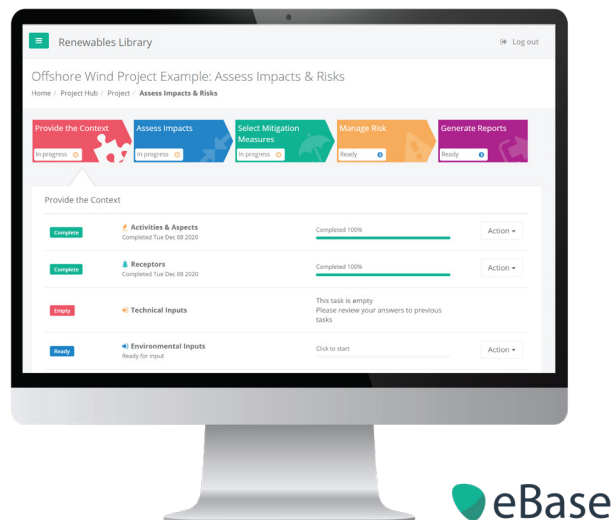 Renewables Library
Log out
Offshore Wind Project Example: Assess Impacts & Risks
Home / Project Hub / Project / Assess Impacts & Risks
Provide the Context
In progress
Assess Impacts
In progress
Select Mitigation
Measures
In progress
Manage Risk
Ready
Generate Reports
Ready
Provide the Context
Complete
Activities & Aspects
Completed Tue Dec 08 2020
Completed 100%
Action
Complete
Receptors
Completed Tue Dec 08 2020
Completed 100%
Action
Empty
Technical Inputs
This task is empty
Please review your answers to previous
tasks
Ready
Environmental Inputs
Ready for input
Click to start
Action
eBase